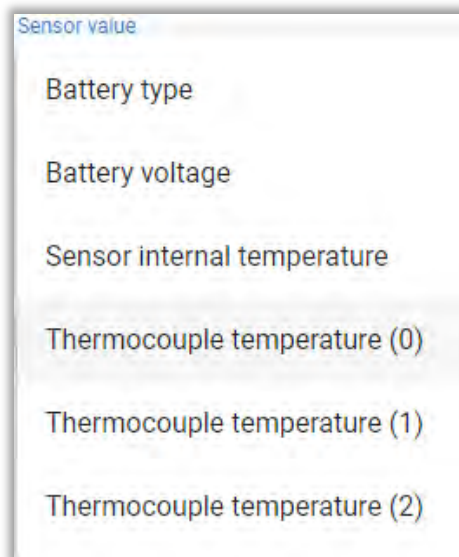 Sensor value
Battery type
Battery voltage
Sensor internal temperature
Thermocouple temperature (0)
Thermocouple temperature (1)
Thermocouple temperature (2)